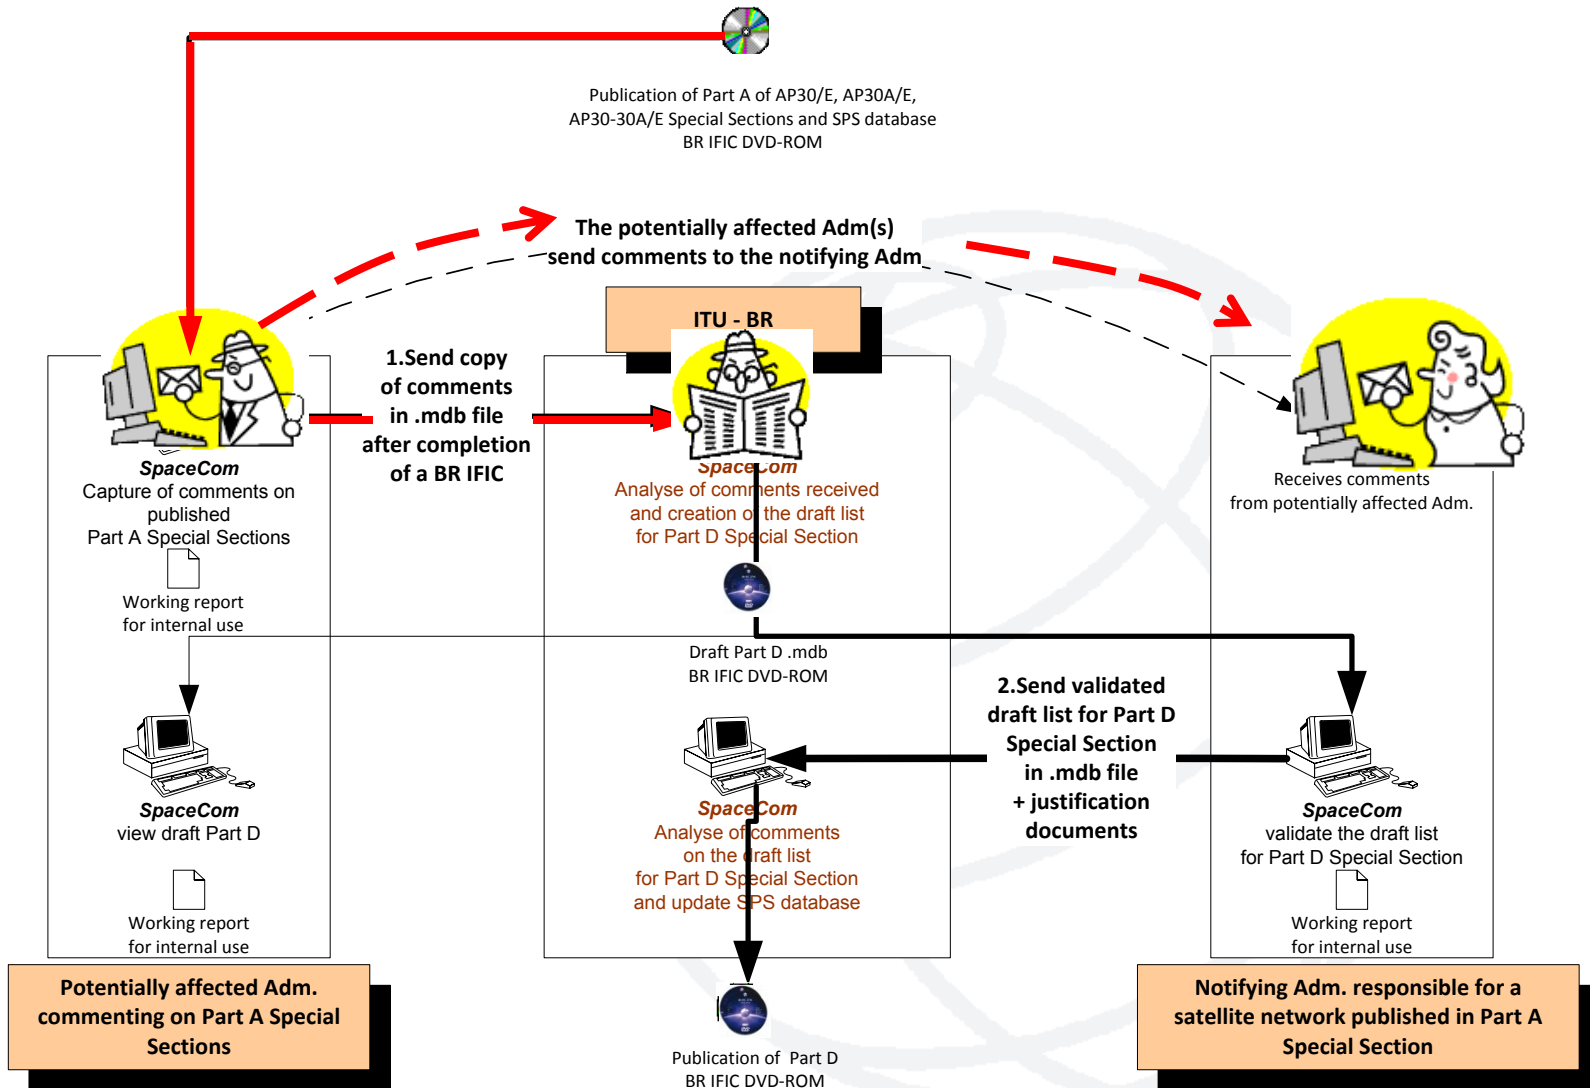 Publication of Part A of AP30/E, AP30A/E,
AP30-30A/E Special Sections and SPS database
BR IFIC DVD-ROM
The potentially affected Adm(s)
send comments to the notifying Adm
ITU - BR
1.Send copy
of comments
in .mdb file
after completion
of a BR IFIC
SpaceCom
Capture of comments on
published
Part A Special Sections
Working report
for internal use
SpaceCom
Analyse of comments received
and creation of the draft list
for Part D Special Section
Receives comments
from potentially affected Adm.
Draft Part D .mdb
BR IFIC DVD-ROM
2.Send validated
draft list for Part D
Special Section
in .mdb file
+ justification
documents
SpaceCom
view draft Part D
Working report
for internal use
SpaceCom
Analyse of comments
on the draft list
for Part D Special Section
and update SPS database
SpaceCom
validate the draft list
for Part D Special Section
Working report
for internal use
Potentially affected Adm.
commenting on Part A Special
Sections
Notifying Adm. responsible for a
satellite network published in Part A
Special Section
Publication of  Part D
BR IFIC DVD-ROM